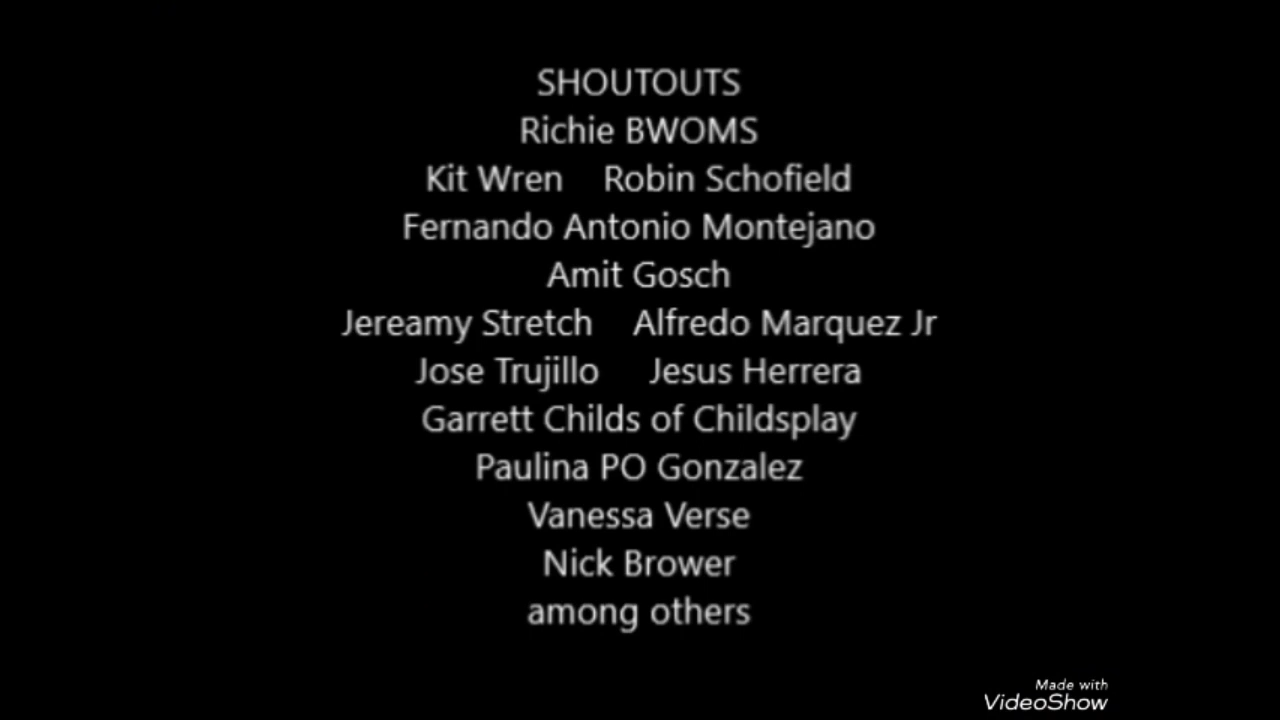 SHOUTOUTS
Richie BWOMS
Kit Wren Robin Schofield
Fernando Antonio Montejano
Amit Gosch
Jereamy Stretch Alfredo Marquez Jr
Jose Trujillo Jesus Herrera
Garrett Childs of Childsplay
Paulina PO Gonzalez
Vanessa Verse
Nick Brower
among others
Made with
VideoShow